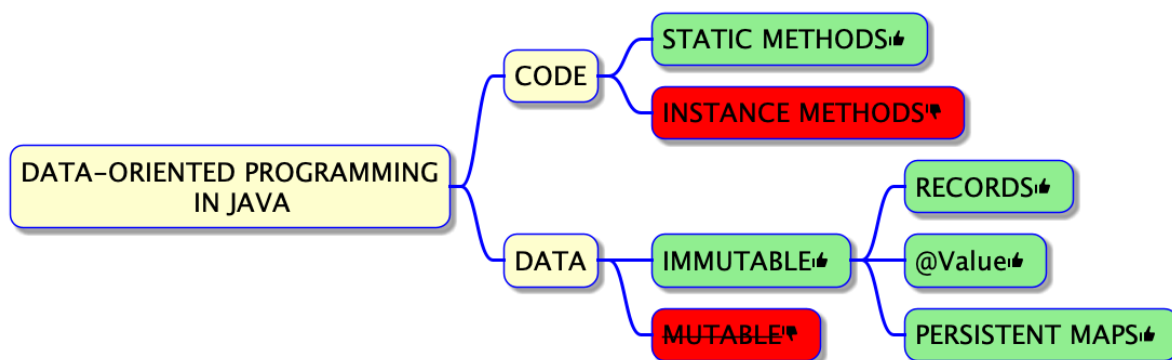 DATA-ORIENTED PROGRAMMING
IN JAVA
CODE
STATIC METHODS
INSTANCE METHODS
DATA
IMMUTABLE
RECORDS
@Value
PERSISTENT MAPS
MUTABLE